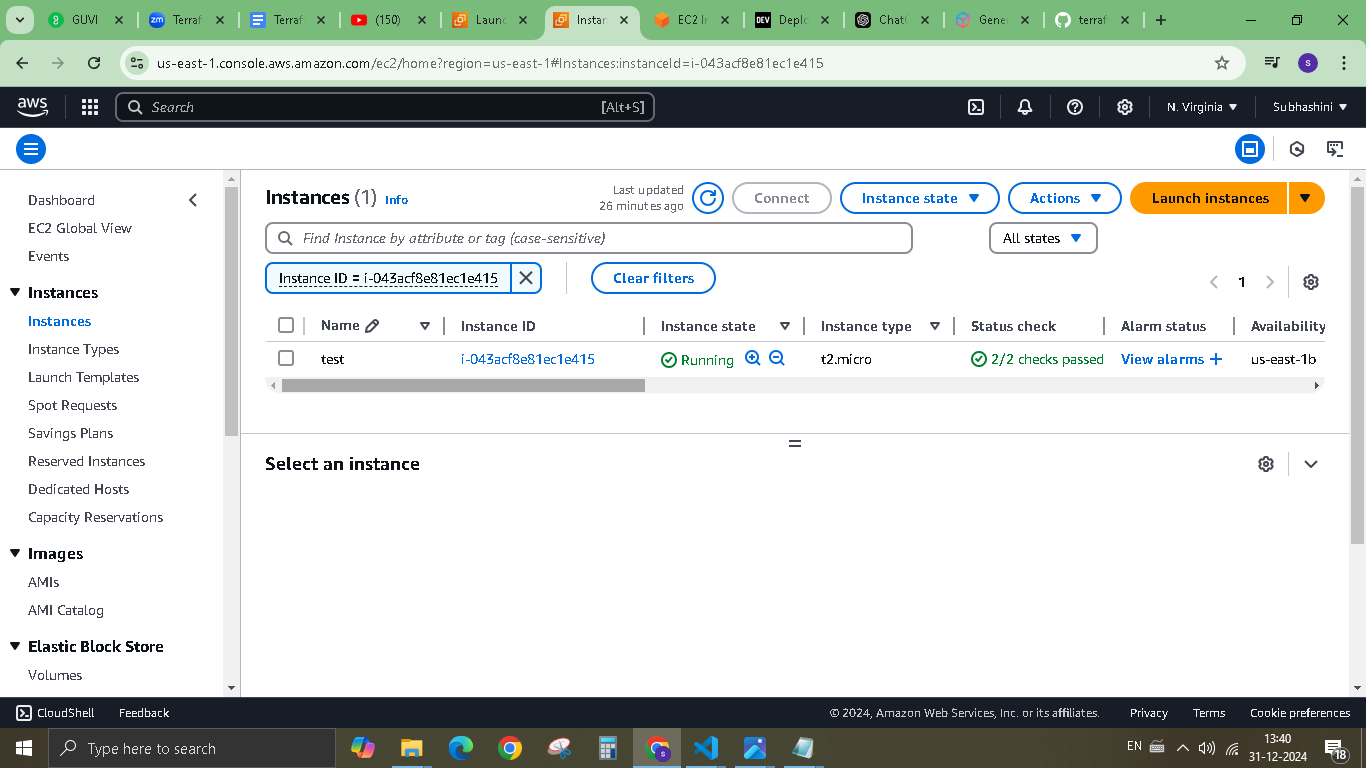 GUVI
Terraf
Terraf
(150)
Launc
Instan
EC2 In
DEV Deplo
ChatG
Gene
terraf
us-east-1.console.aws.amazon.com/ec2/home?region=us-east-1#Instances:instanceId=i-043acf8e81ec1e415
aws Search [Alt+S] N. Virginia Subhashini
Dashboard
EC2 Global View
Events
Instances
Instances
Instance Types
Launch Templates
Spot Requests
Savings Plans
Reserved Instances
Dedicated Hosts
Capacity Reservations
Images
AMIs
AMI Catalog
Elastic Block Store
Volumes
Instances (1) Info
Last updated
26 minutes ago
Connect Instance state Actions Launch instances
Find Instance by attribute or tag (case-sensitive) All states
Instance ID = i-043acf8e81ec1e415 Clear filters 1
Name Instance ID Instance state Instance type Status check Alarm status Availability
test i-043acf8e81ec1e415 Running t2.micro 2/2 checks passed View alarms + us-east-1b
Select an instance
CloudShell Feedback © 2024, Amazon Web Services, Inc. or its affiliates. Privacy Terms Cookie preferences
Type here to search
EN
13:40
31-12-2024
18